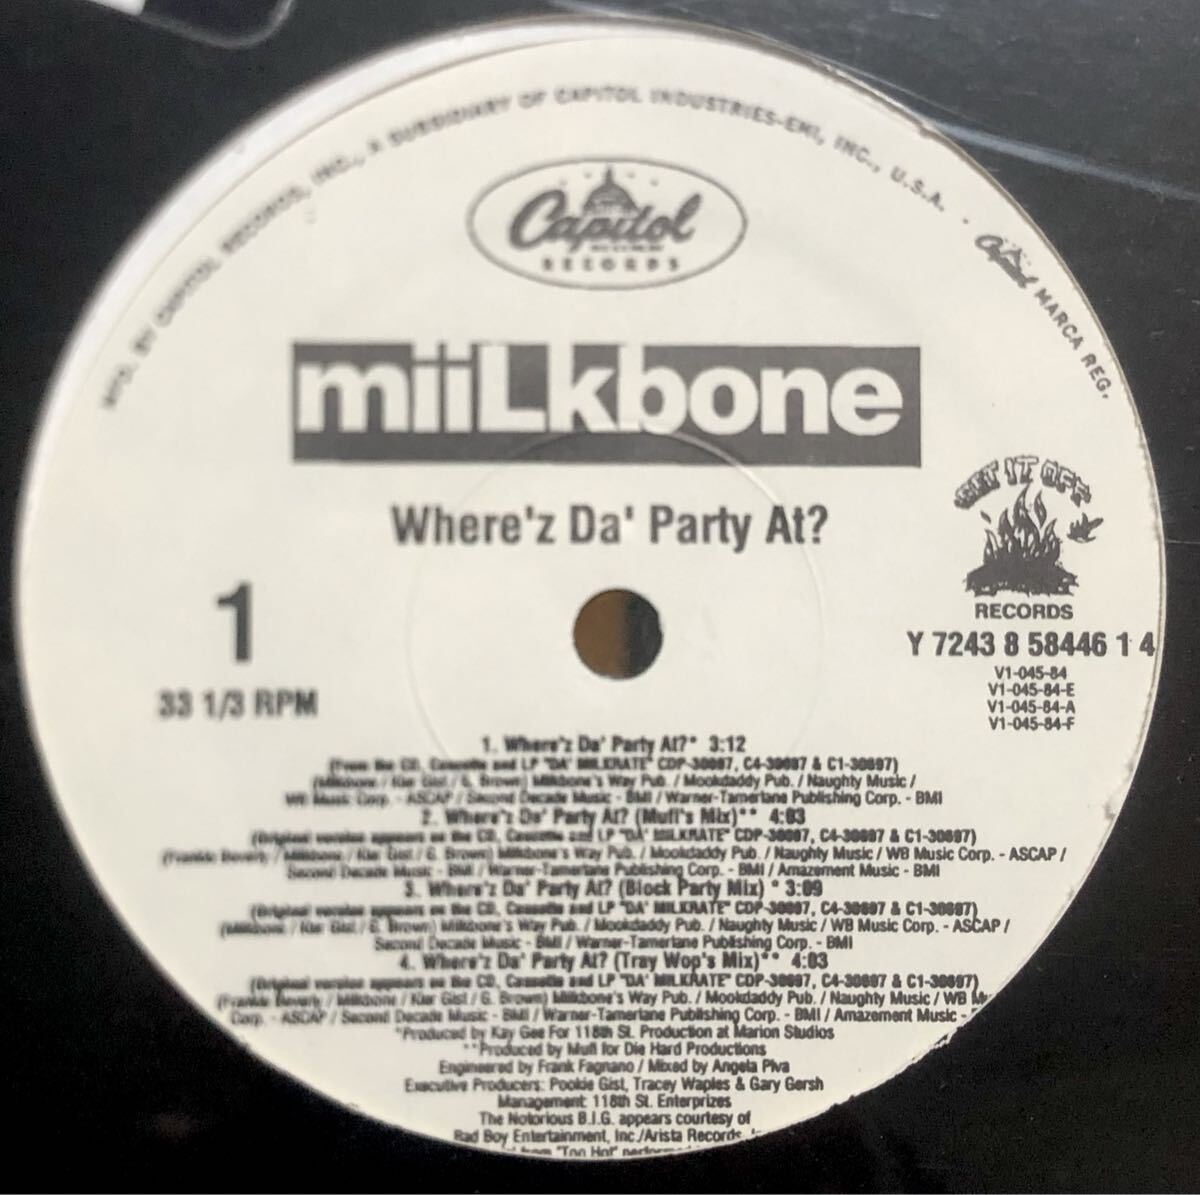 MFD. BY CAPITOL RECORDS, INC., A SUBSIDIARY OF CAPITOL INDUSTRIES-EMI, INC., U.S.A. · Capitol MARCA REG.
Capitol
RECORDS
miiLkbone
Where'z Da' Party At?
GET IT OFF
RECORDS
1
33 1/3 RPM
Y 7243 8 58446 1 4
V1-045-84
V1-045-84-E
V1-045-84-A
V1-045-84-F
1. Where'z Da' Party At?* 3:12
(From the CD, Cassette and LP "DA' MIILKRATE" CDP-30697, C4-30697 & C1-30697)
(Miilkbone / Kier Gist / G. Brown) Miilkbone's Way Pub. / Mookdaddy Pub. / Naughty Music /
WB Music Corp. - ASCAP / Second Decade Music - BMI / Warner-Tamerlane Publishing Corp. - BMI
2. Where'z Da' Party At? (Mufi's Mix)** 4:03
(Original version appears on the CD, Cassette and LP "DA' MIILKRATE" CDP-30697, C4-30697 & C1-30697)
(Frankie Beverly / Miilkbone / Kier Gist / G. Brown) Miilkbone's Way Pub. / Mookdaddy Pub. / Naughty Music / WB Music Corp. - ASCAP /
Second Decade Music - BMI / Warner-Tamerlane Publishing Corp. - BMI / Amazement Music - BMI
3. Where'z Da' Party At? (Block Party Mix) * 3:09
(Original version appears on the CD, Cassette and LP "DA' MIILKRATE" CDP-30697, C4-30697 & C1-30697)
(Miilkbone / Kier Gist / G. Brown) Miilkbone's Way Pub. / Mookdaddy Pub. / Naughty Music / WB Music Corp. - ASCAP /
Second Decade Music - BMI / Warner-Tamerlane Publishing Corp. - BMI
4. Where'z Da' Party At? (Tray Wop's Mix)** 4:03
(Original version appears on the CD, Cassette and LP "DA' MIILKRATE" CDP-30697, C4-30697 & C1-30697)
(Frankie Beverly / Miilkbone / Kier Gist / G. Brown) Miilkbone's Way Pub. / Mookdaddy Pub. / Naughty Music / WB
Corp. - ASCAP / Second Decade Music - BMI / Warner-Tamerlane Publishing Corp. - BMI / Amazement Music -
*Produced by Kay Gee For 118th St. Production at Marion Studios
**Produced by Mufi for Die Hard Productions
Engineered by Frank Fagnano / Mixed by Angela Piva
Executive Producers: Pookie Gist, Tracey Waples & Gary Gersh
Management: 118th St. Enterprizes
The Notorious B.I.G. appears courtesy of
Bad Boy Entertainment, Inc./Arista Records,
from "Too Hot" performed